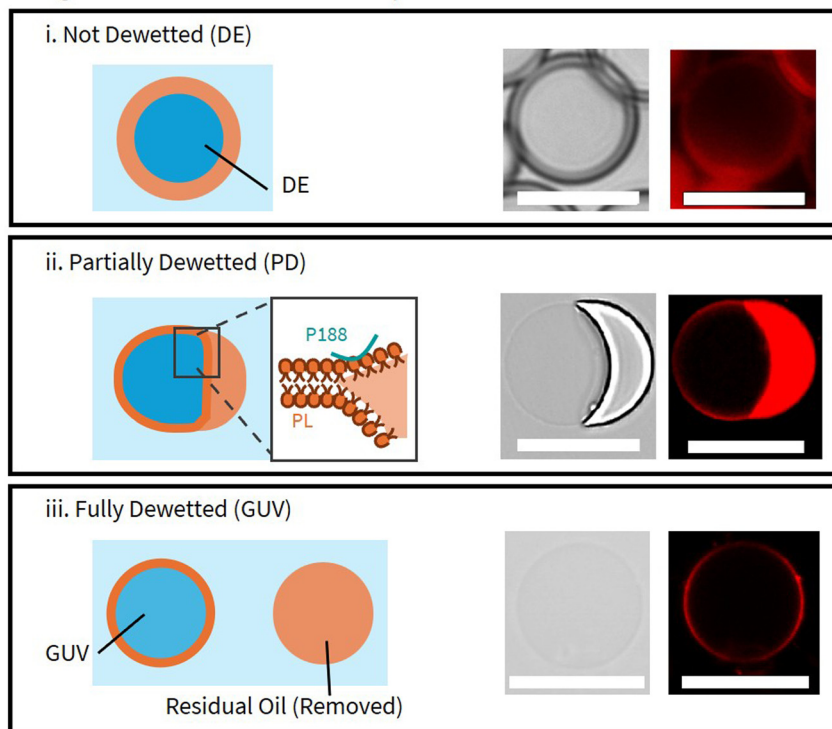 i. Not Dewetted (DE)
DE
ii. Partially Dewetted (PD)
P188
PL
iii. Fully Dewetted (GUV)
GUV
Residual Oil (Removed)